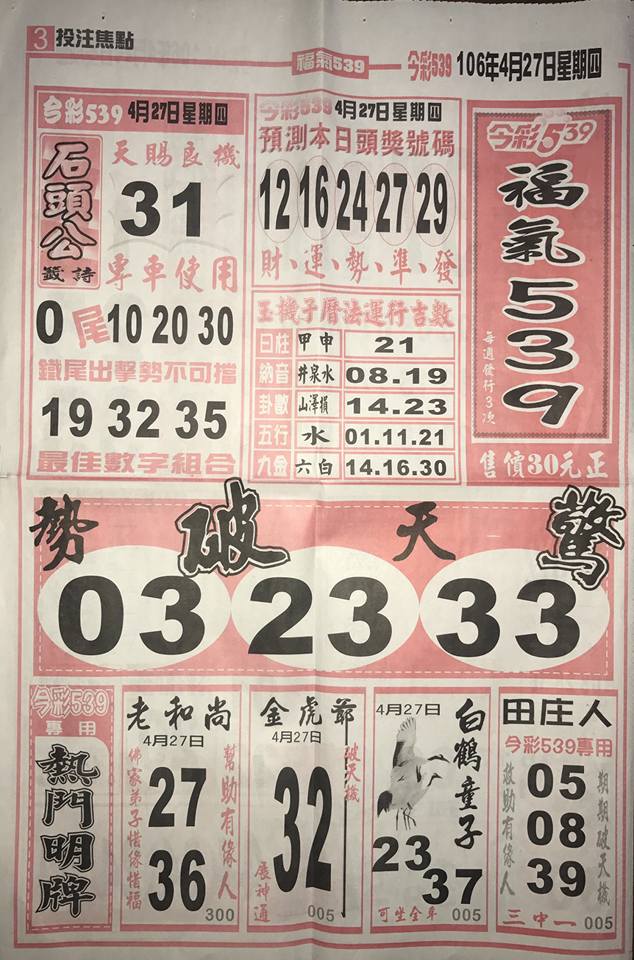 3 投注焦點
福氣539
今彩539 106年4月27日星期四
今彩539 4月27日星期四
石頭公
籤詩
天賜良機
31
專車使用
0尾 10 20 30
鐵尾出擊勢不可擋
19 32 35
最佳數字組合
今彩539 4月27日星期四
預測本日頭獎號碼
12 16 24 27 29
財、運、勢、準、發
玉機子曆法運行吉數
日柱 甲申 21
納音 井泉水 08.19
卦數 山澤損 14.23
五行 水 01.11.21
九金 六白 14.16.30
今彩539
福氣539
每週發行3次
售價30元正
勢破天驚
03 23 33
今彩539
專用
熱門明牌
老和尚
4月27日
幫助有緣人
27
36
佛家弟子惜緣惜福
300
金虎爺
4月27日
破天機
32
展神通
005
4月27日
白鶴童子
23
37
可坐全車 005
田庄人
今彩539專用
期期破天機
05
08
39
救助有緣人
三中一 005